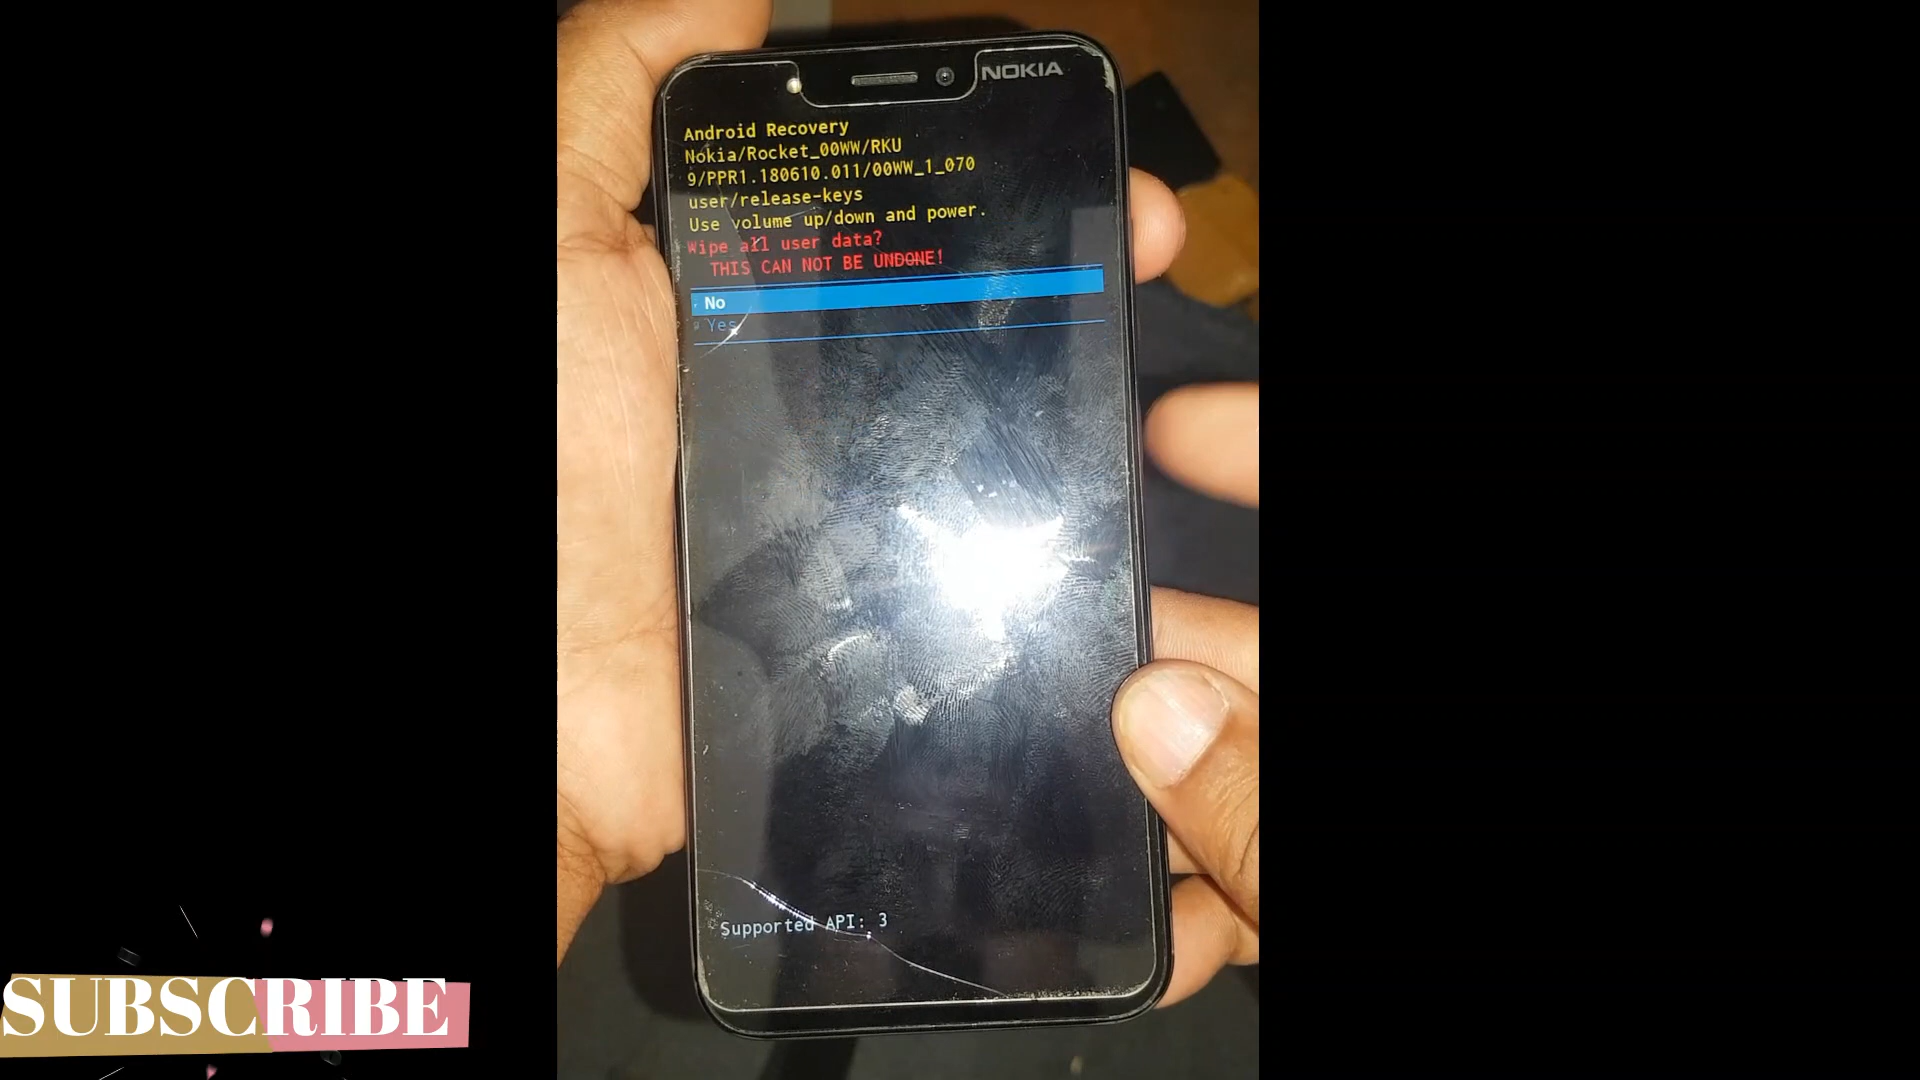 NOKIA
Android Recovery
Nokia/Rocket_00WW/RKU
9/PPR1.180610.011/00WW_1_070
user/release-keys
Use volume up/down and power.
Wipe all user data?
THIS CAN NOT BE UNDONE!
No
Yes
Supported API: 3
SUBSCRIBE